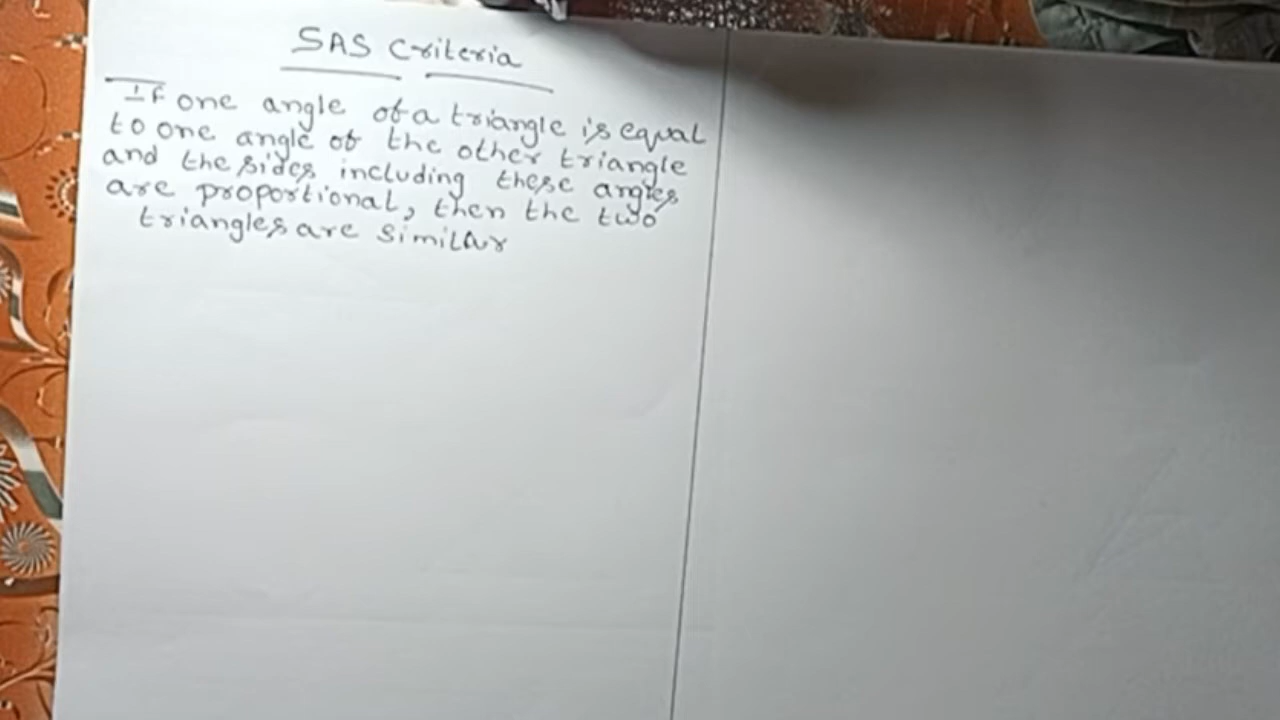 SAS Criteria
If one angle of a triangle is equal
to one angle of the other triangle
and the sides including these angles
are proportional, then the two
triangles are similar